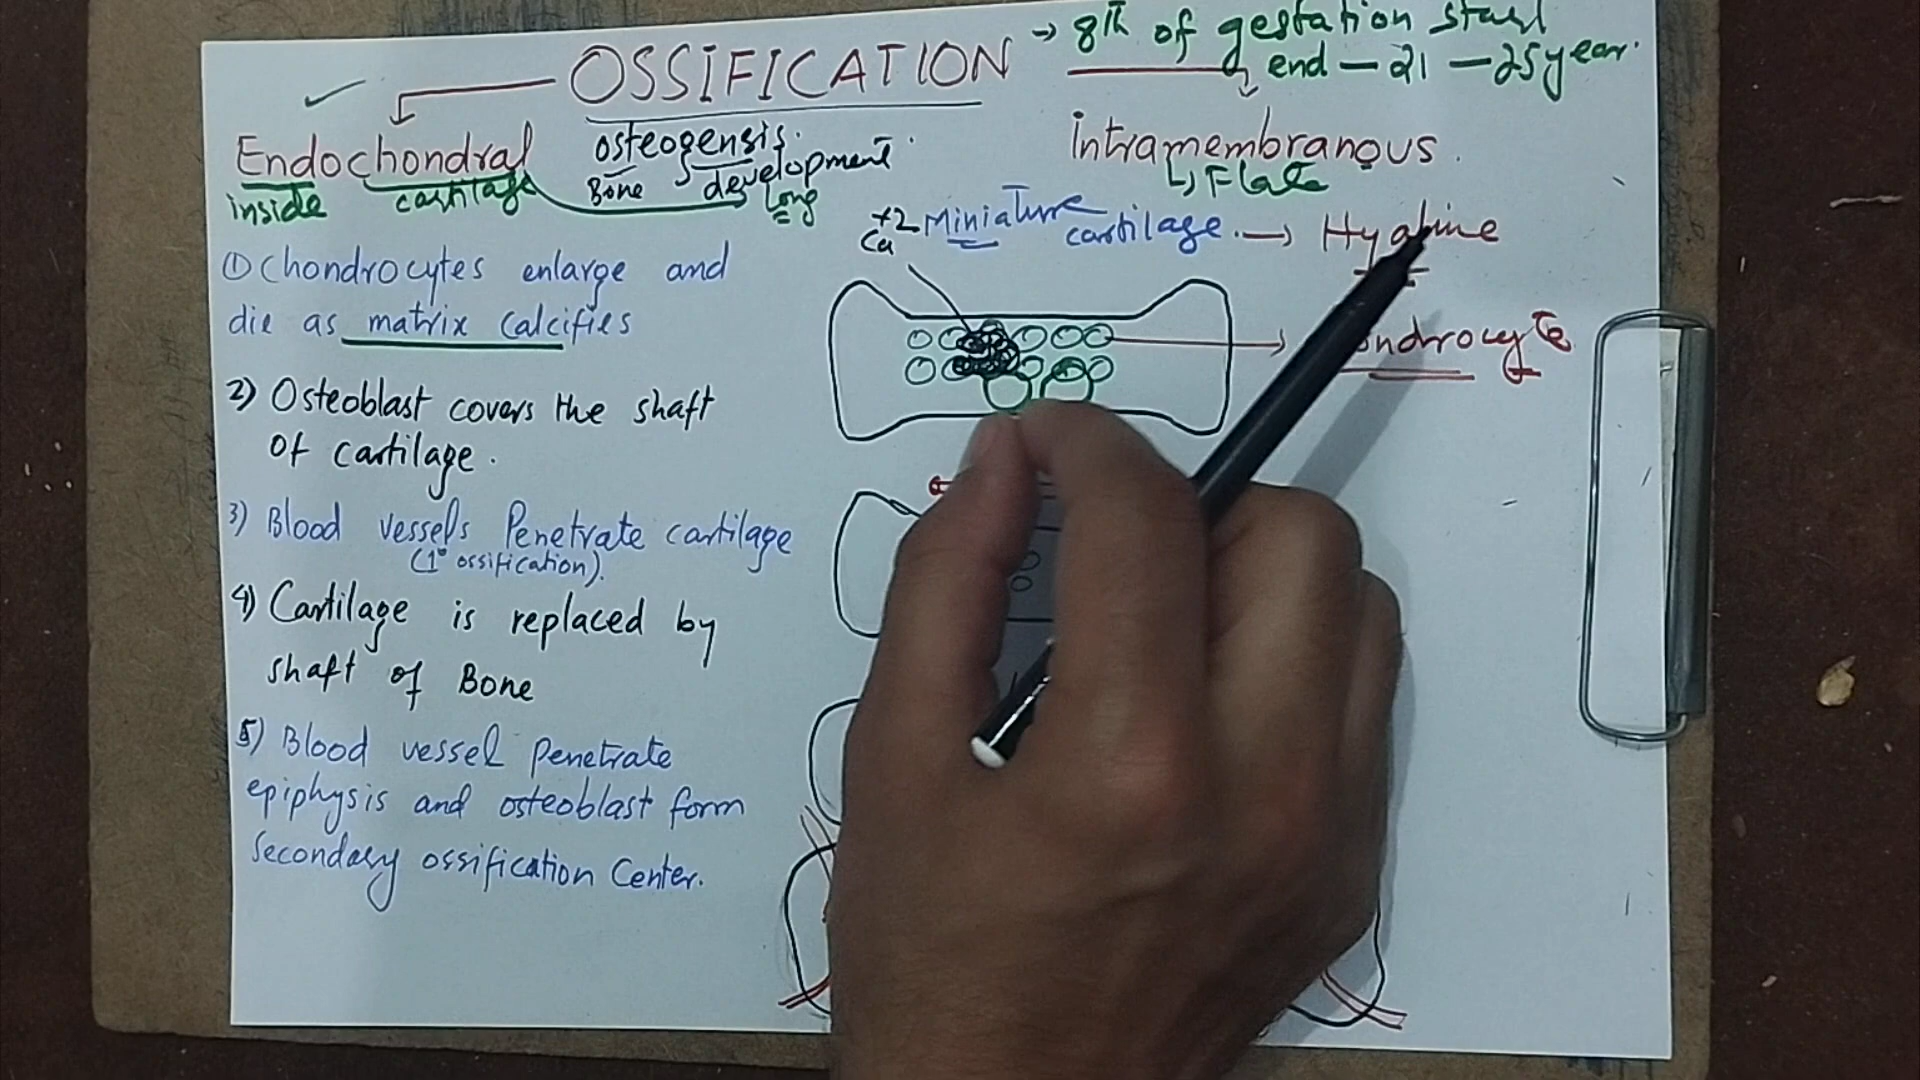 OSSIFICATION
→ 8th of gestation start
end — 21 — 25 year.
Endochondral
inside cartilage
osteogensis.
Bone development
long
Intramembranous.
↳ Flate
Ca+2
Miniature
cartilage. → Hyaline
① Chondrocytes enlarge and
die as matrix calcifies
2) Osteoblast covers the shaft
of cartilage.
3) Blood vessels Penetrate cartilage
(1° ossification).
4) Cartilage is replaced by
shaft of Bone
5) Blood vessel penetrate
epiphysis and osteoblast form
Secondary ossification Center.